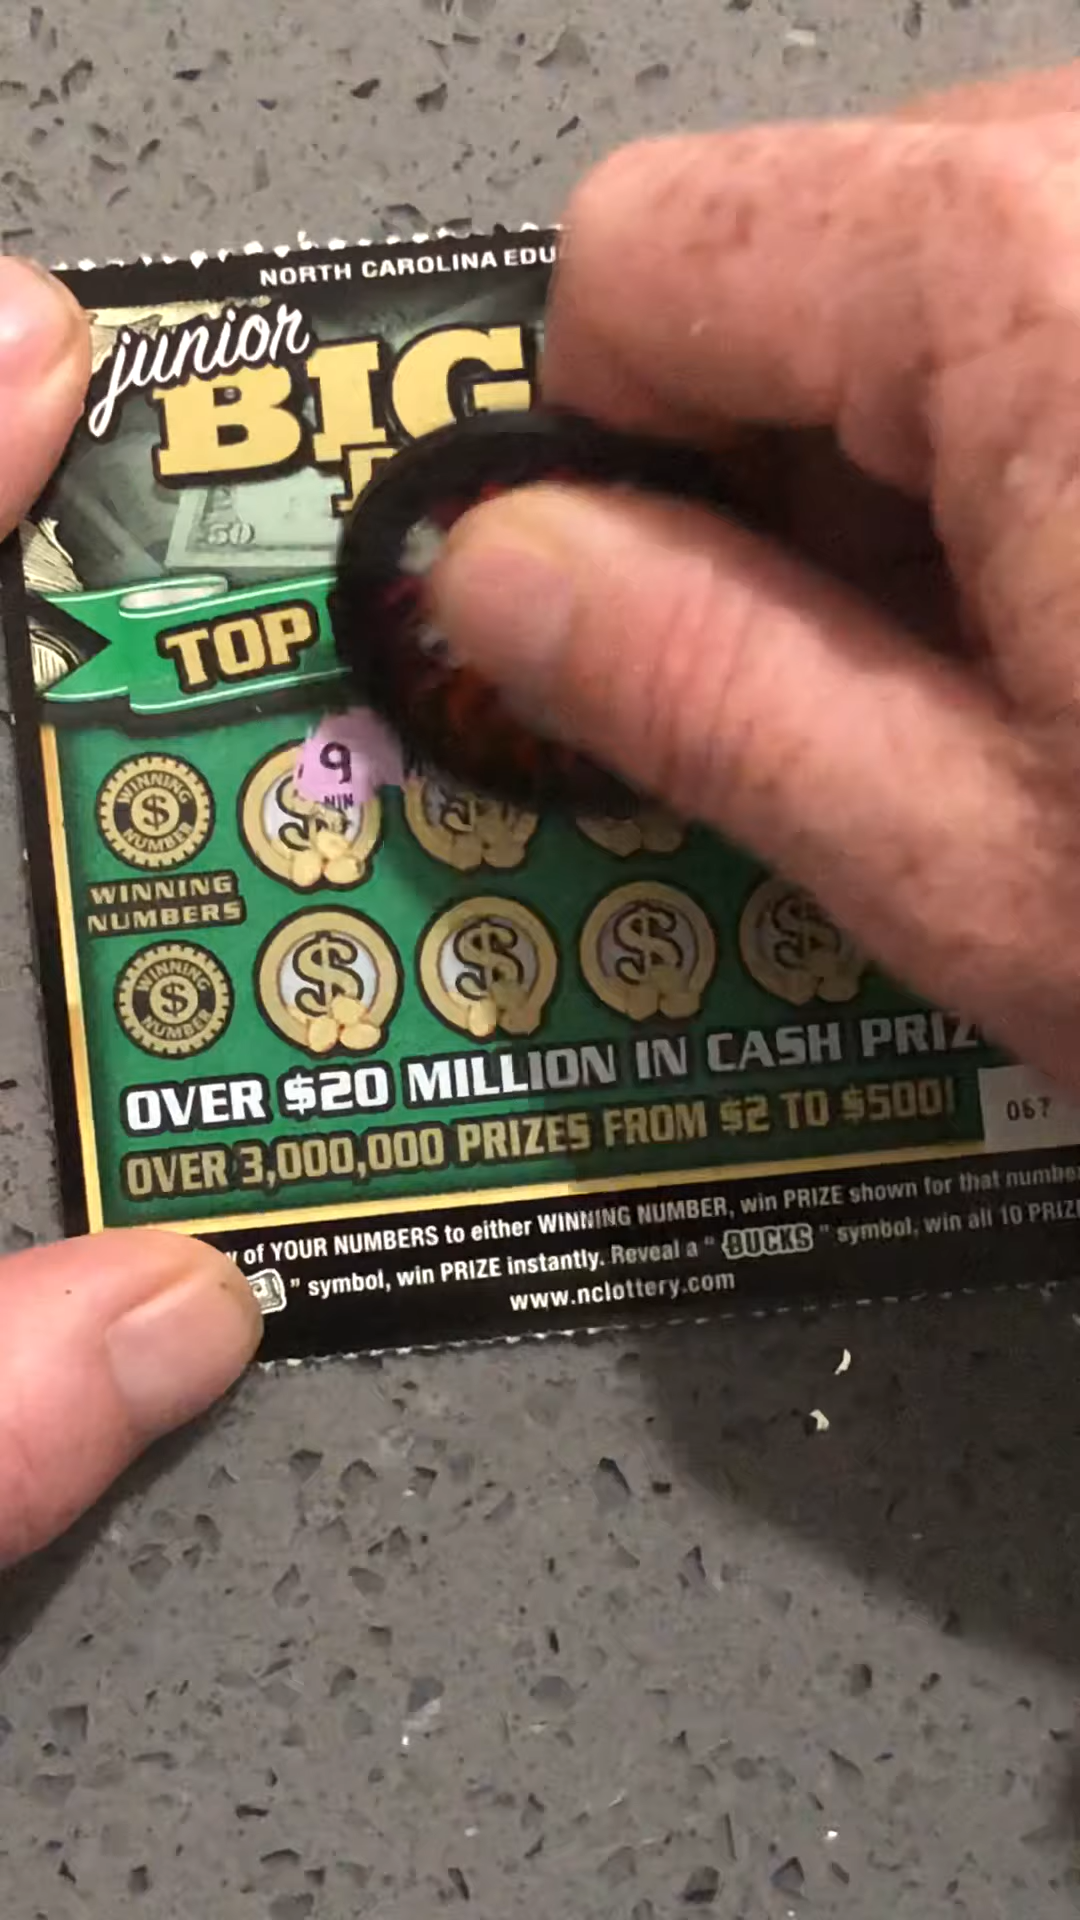 NORTH CAROLINA EDU
junior
BIG
50
TOP
9
NIN
WINNING NUMBER
WINNING
NUMBERS
WINNING NUMBER
OVER $20 MILLION IN CASH PRIZ
OVER 3,000,000 PRIZES FROM $2 TO $500!
067
of YOUR NUMBERS to either WINNING NUMBER, win PRIZE shown for that number
" symbol, win PRIZE instantly. Reveal a " BUCKS " symbol, win all 10 PRIZ
www.nclottery.com